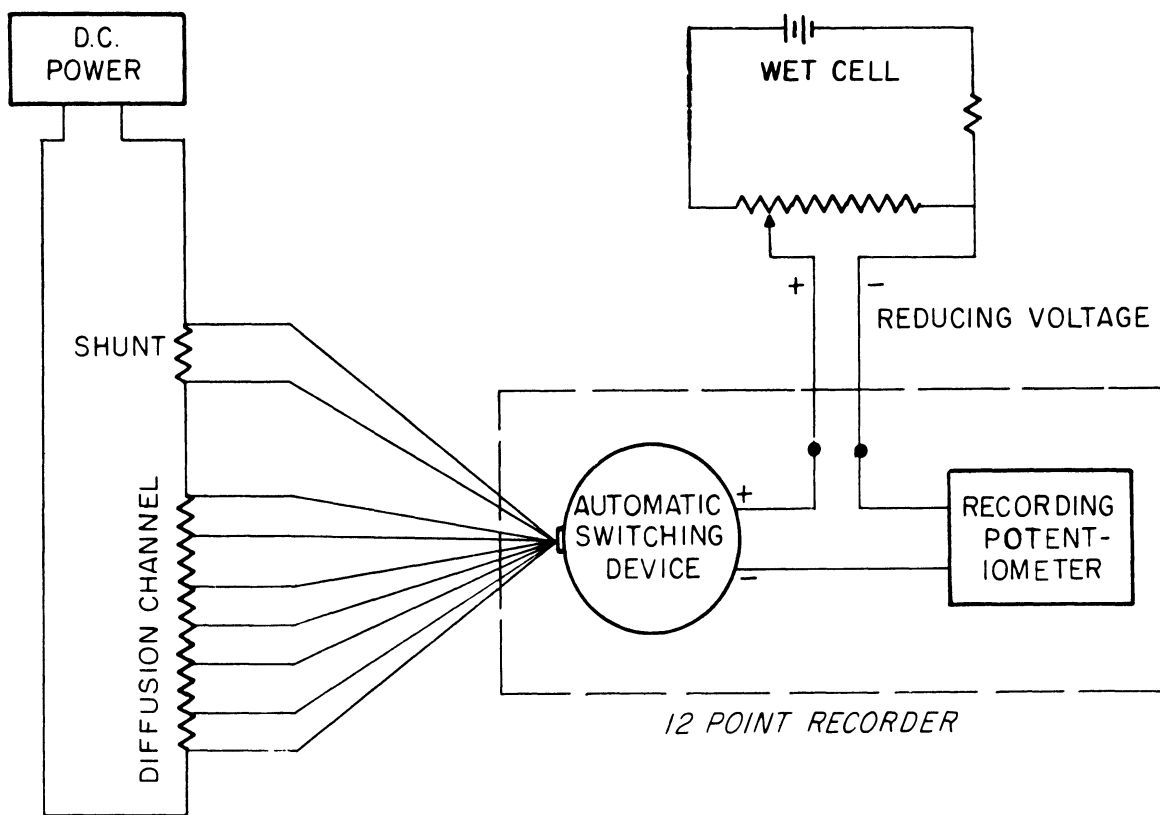 D.C.
POWER
WET CELL
+
−
REDUCING VOLTAGE
SHUNT
DIFFUSION CHANNEL
AUTOMATIC
SWITCHING
DEVICE
+
−
RECORDING
POTENT-
IOMETER
12 POINT RECORDER